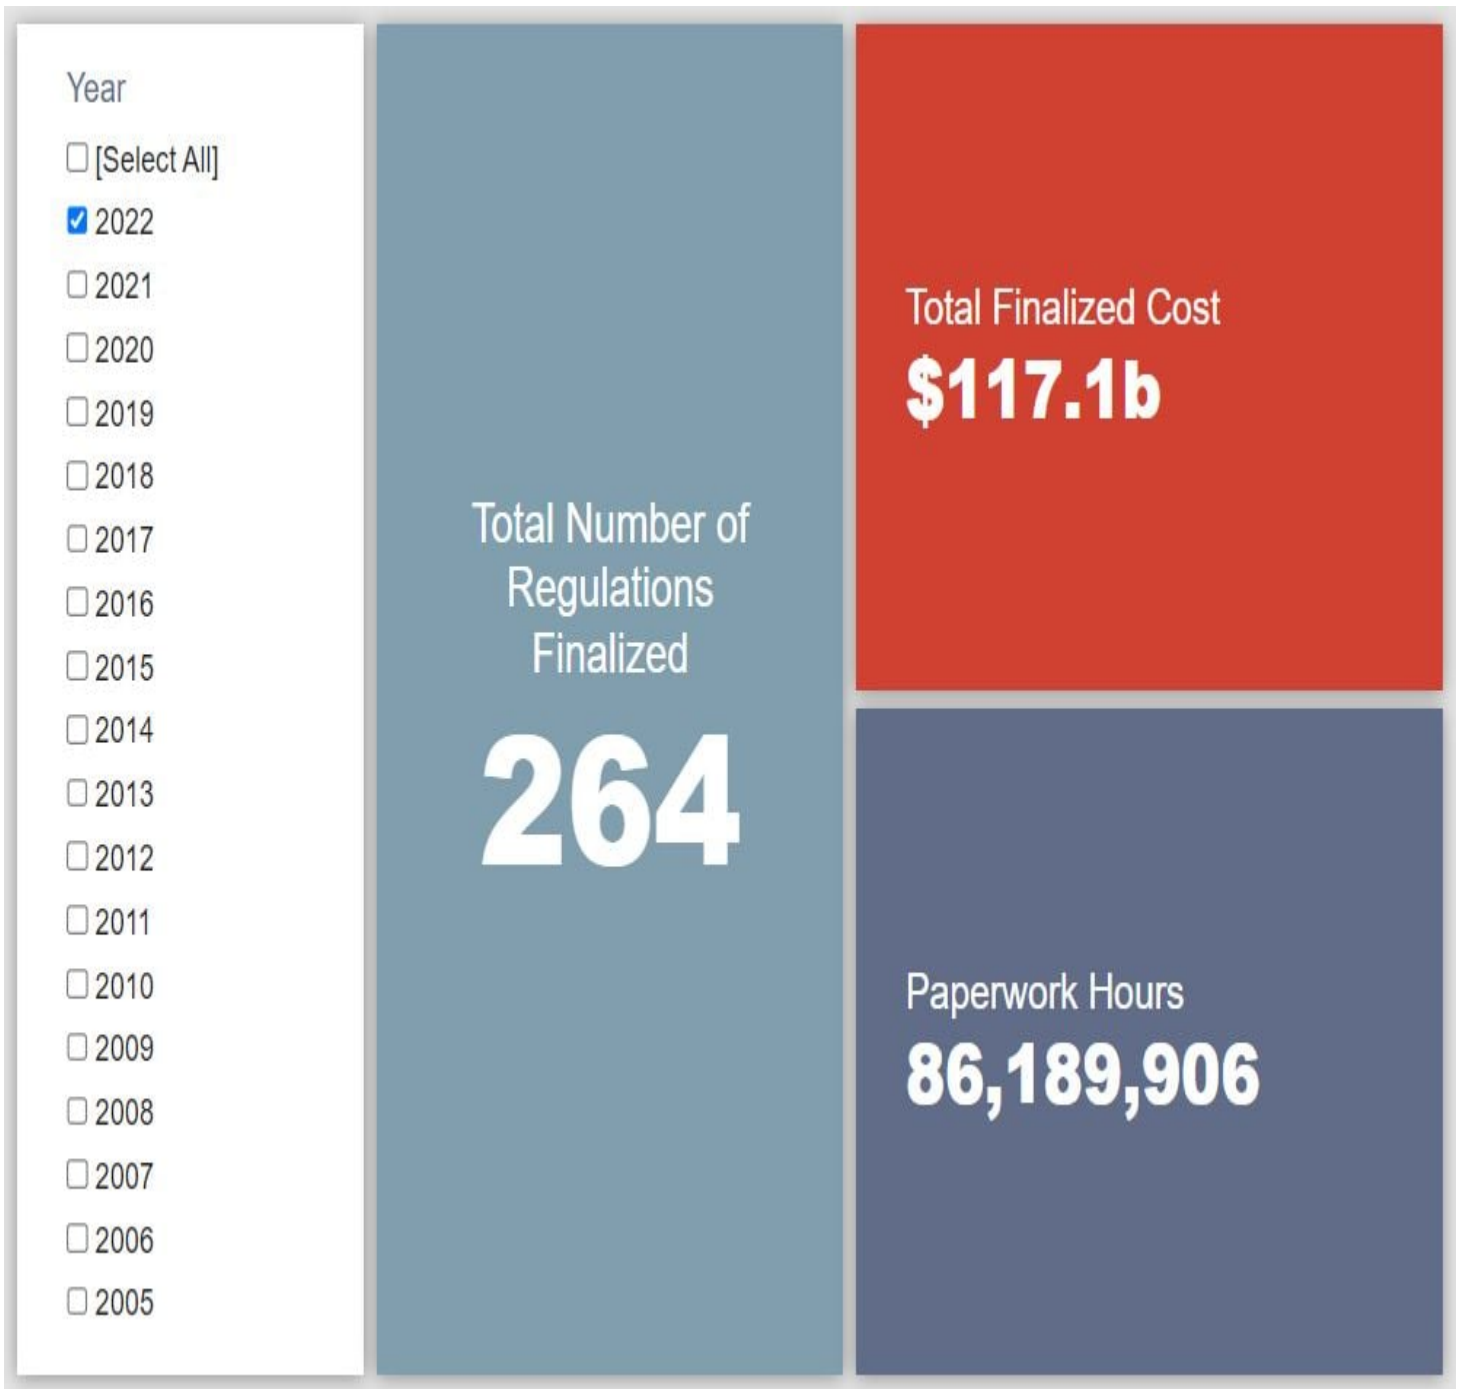 Year
[Select All]
2022
2021
2020
2019
2018
2017
2016
2015
2014
2013
2012
2011
2010
2009
2008
2007
2006
2005
Total Number of
Regulations
Finalized
264
Total Finalized Cost
$117.1b
Paperwork Hours
86,189,906